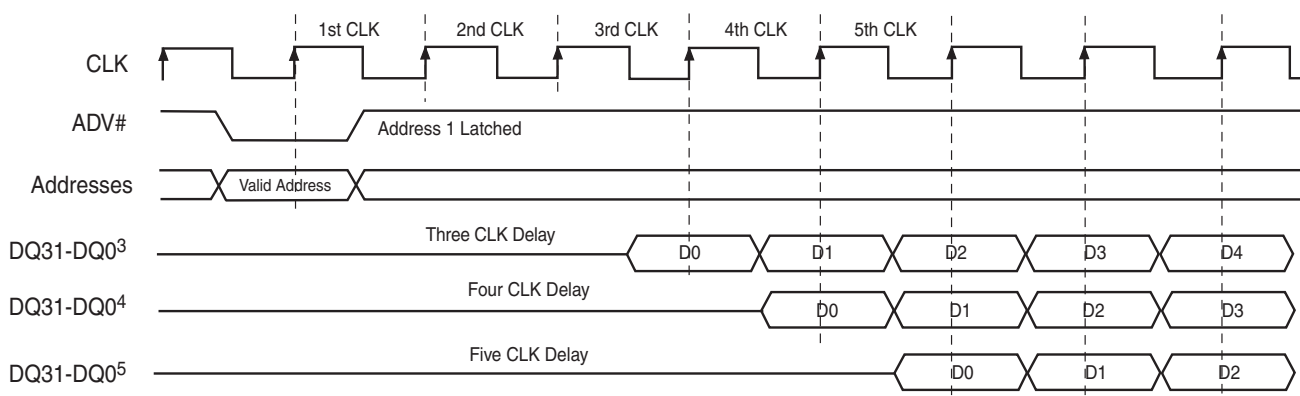 1st CLK 2nd CLK 3rd CLK 4th CLK 5th CLK
CLK
ADV# Address 1 Latched
Addresses Valid Address
Three CLK Delay
DQ31-DQ0³ D0 D1 D2 D3 D4
Four CLK Delay
DQ31-DQ0⁴ D0 D1 D2 D3
Five CLK Delay
DQ31-DQ0⁵ D0 D1 D2